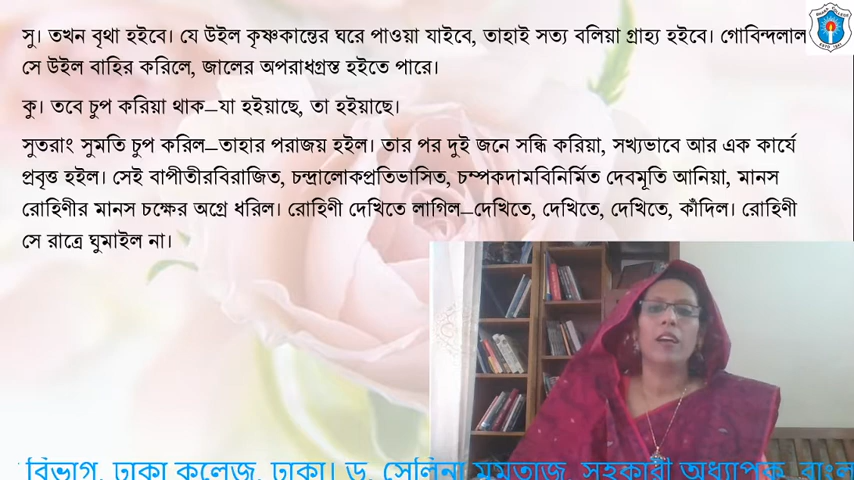 সু। তখন বৃথা হইবে। যে উইল কৃষ্ণকান্তের ঘরে পাওয়া যাইবে, তাহাই সত্য বলিয়া গ্রাহ্য হইবে। গোবিন্দলাল
সে উইল বাহির করিলে, জালের অপরাধগ্রস্ত হইতে পারে।
কু। তবে চুপ করিয়া থাক—যা হইয়াছে, তা হইয়াছে।
সুতরাং সুমতি চুপ করিল—তাহার পরাজয় হইল। তার পর দুই জনে সন্ধি করিয়া, সখ্যভাবে আর এক কার্যে
প্রবৃত্ত হইল। সেই বাপীতীরবিরাজিত, চন্দ্রালোকপ্রতিভাসিত, চম্পকদামবিনির্মিত দেবমূর্তি আনিয়া, মানস
রোহিণীর মানস চক্ষের অগ্রে ধরিল। রোহিণী দেখিতে লাগিল—দেখিতে, দেখিতে, দেখিতে, কাঁদিল। রোহিণী
সে রাত্রে ঘুমাইল না।
বিভাগ, ঢাকা কলেজ, ঢাকা। ড. সেলিনা মমতাজ, সহকারী অধ্যাপক,